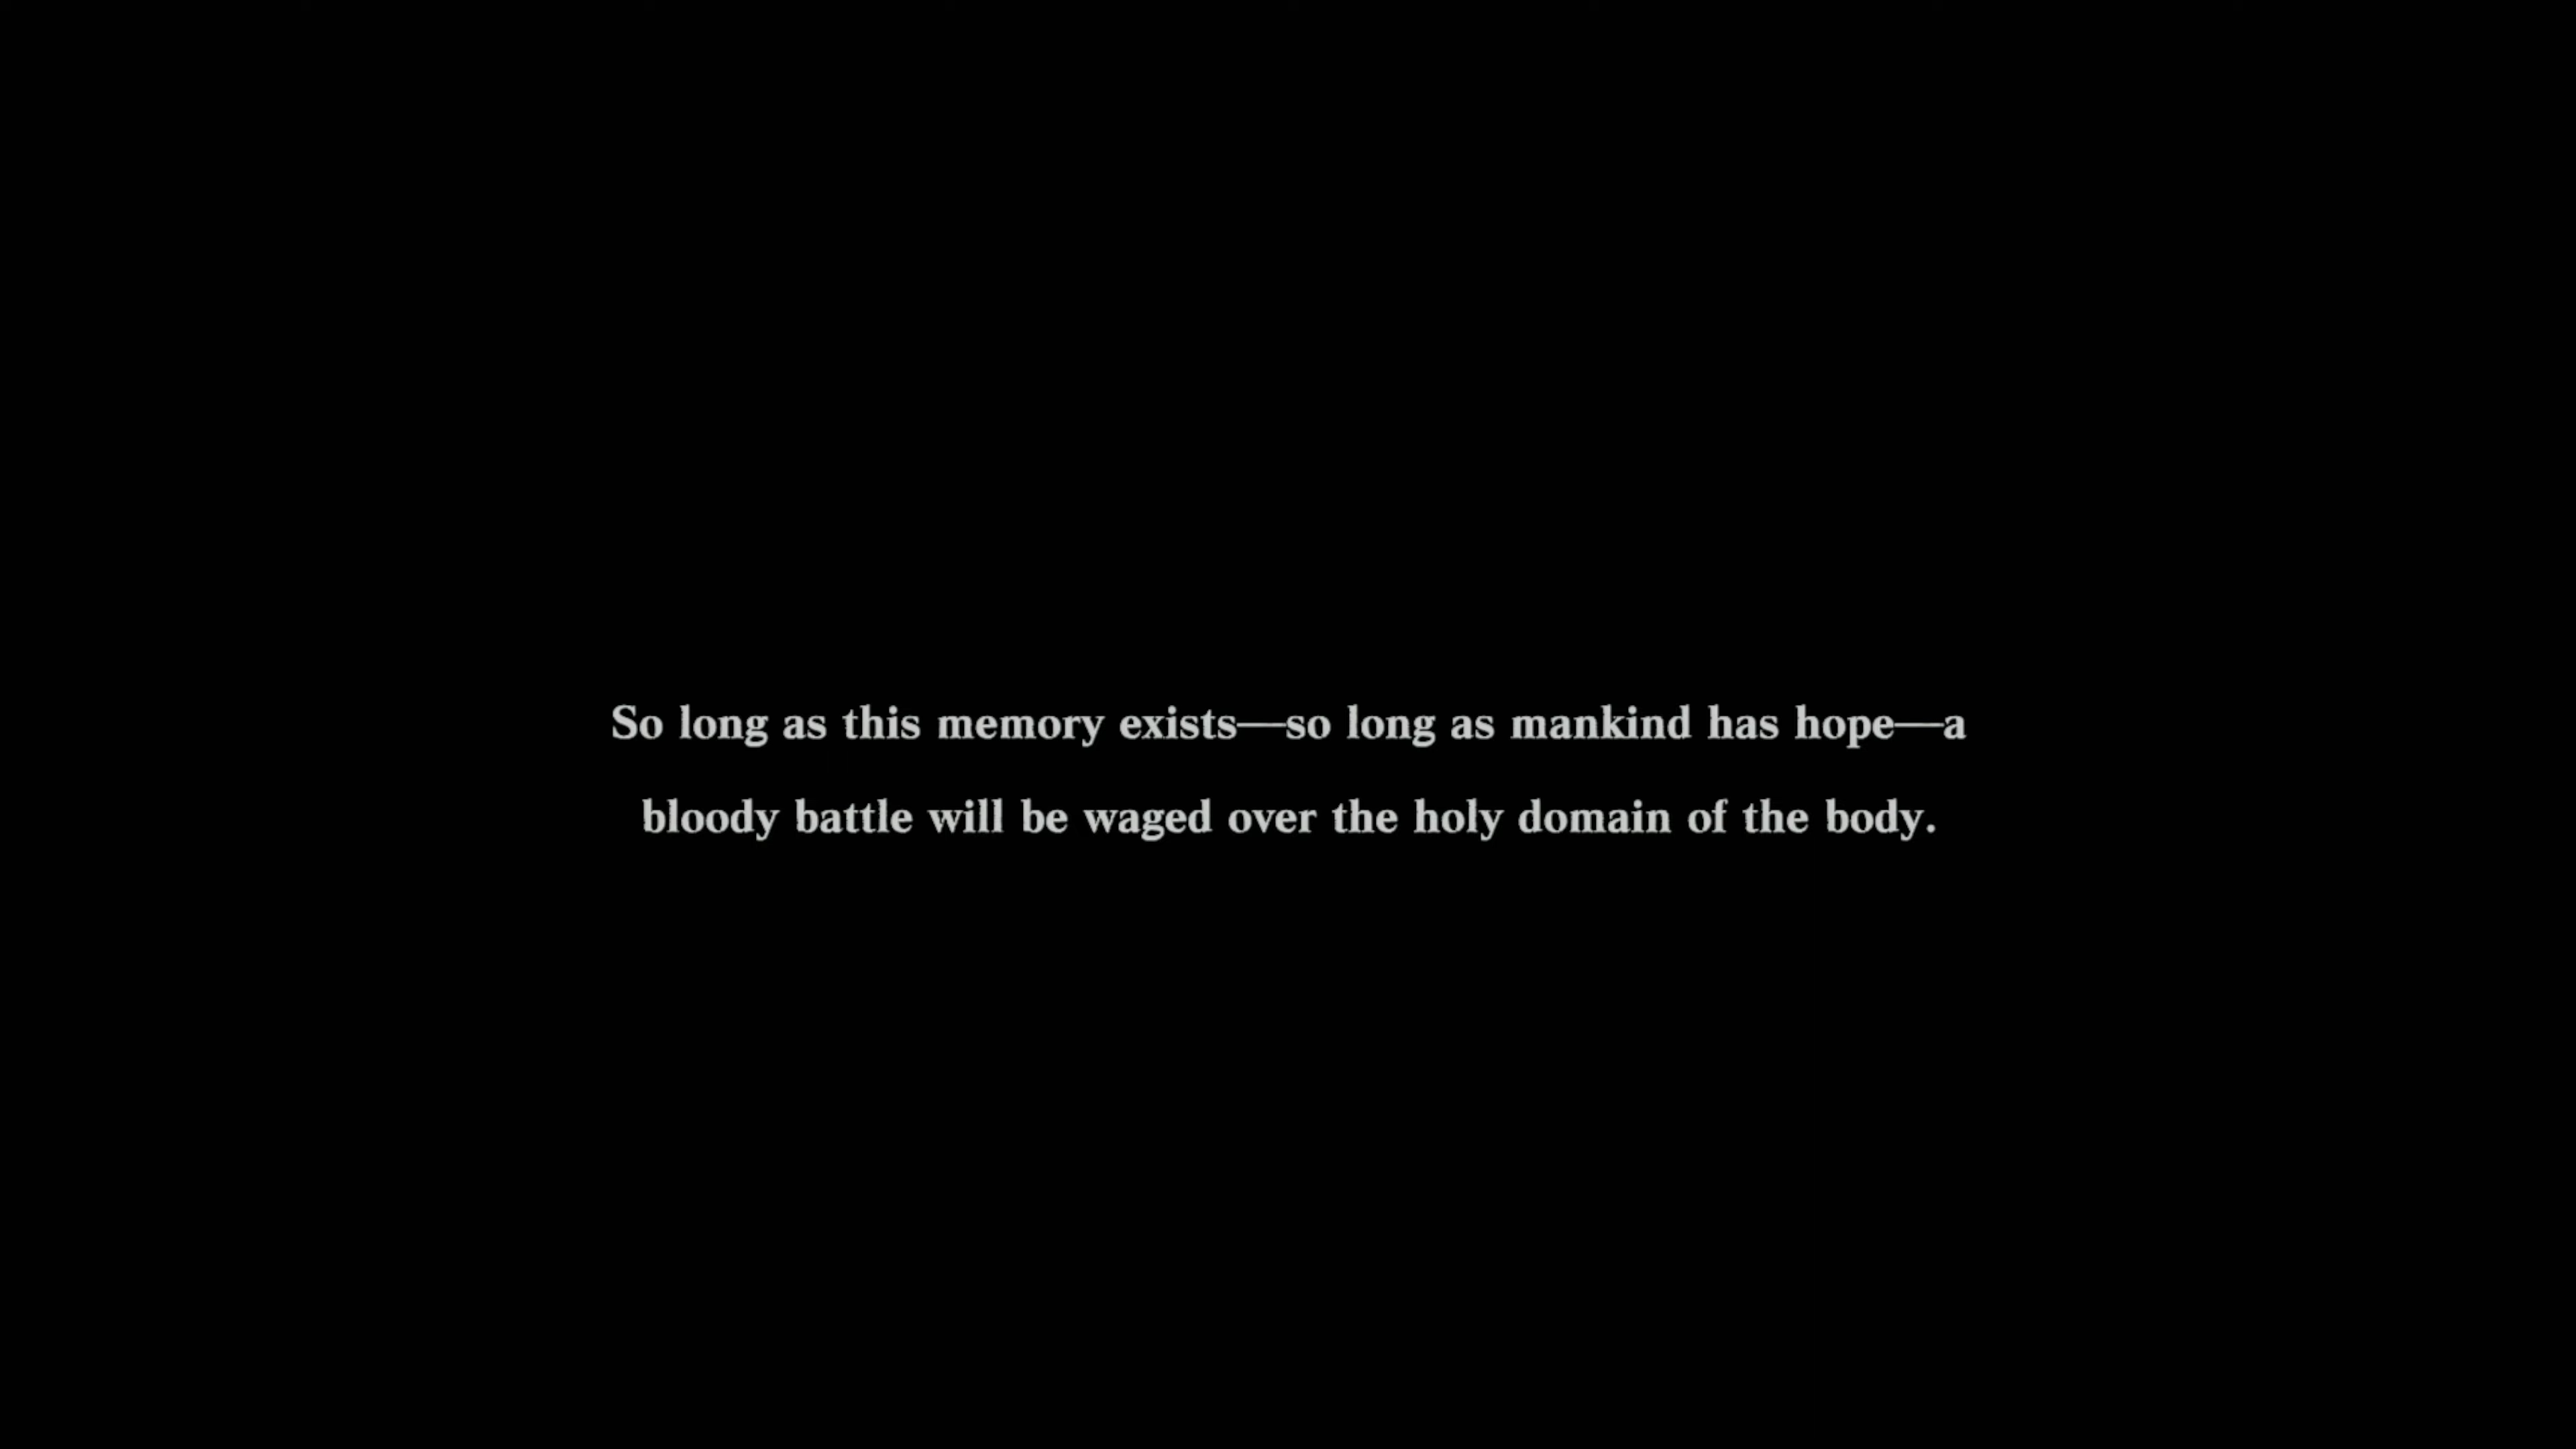 So long as this memory exists—so long as mankind has hope—a
bloody battle will be waged over the holy domain of the body.